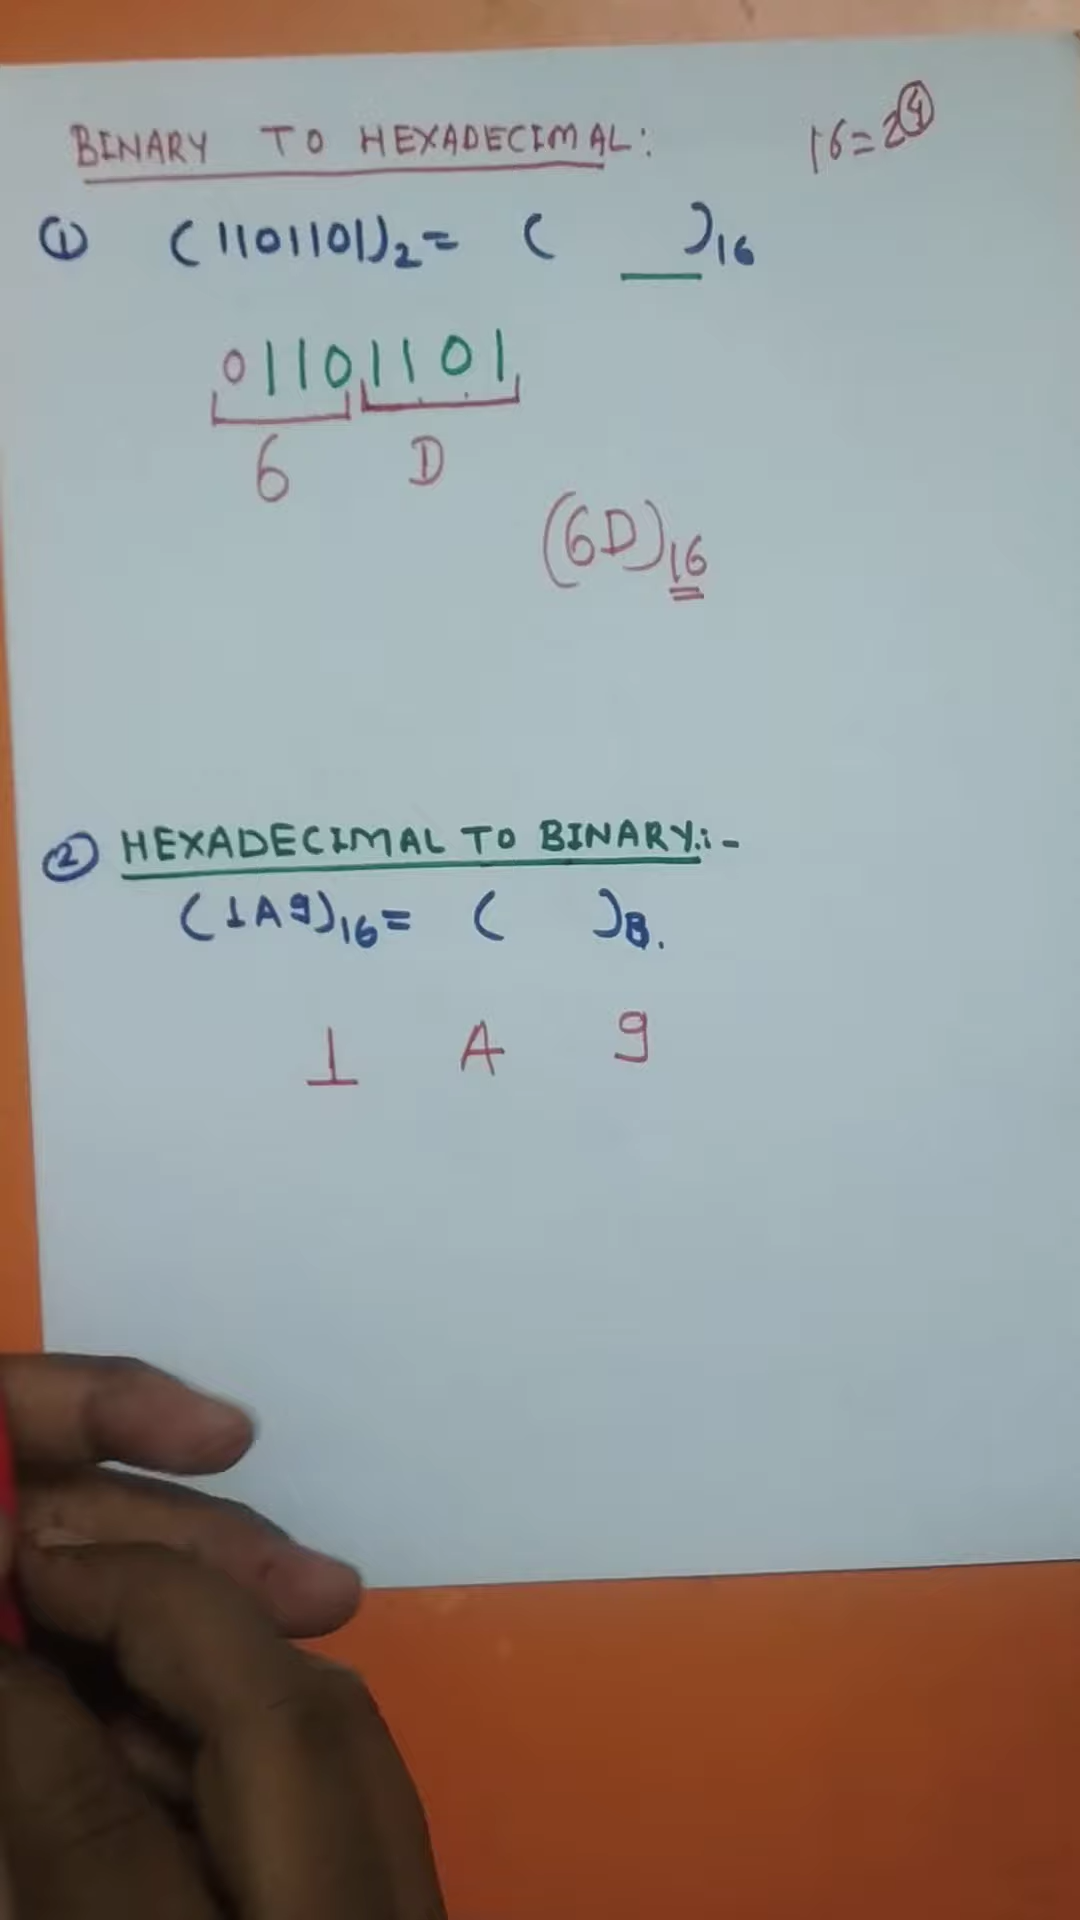 BINARY TO HEXADECIMAL:
16=2④
① (1101101)₂= ( __)₁₆
01101101
6 D
(6D)₁₆
② HEXADECIMAL TO BINARY:-
(1A9)₁₆= ( )B.
1 A 9